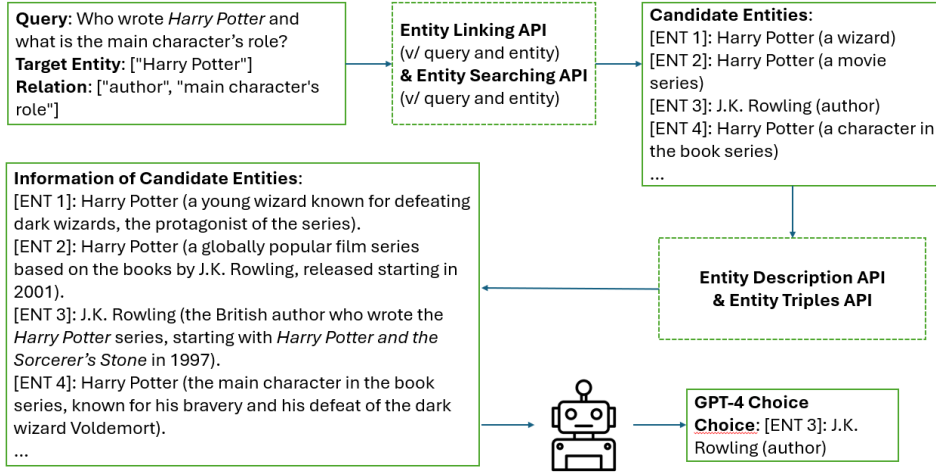 Query: Who wrote Harry Potter and
what is the main character’s role?
Target Entity: ["Harry Potter"]
Relation: ["author", "main character's
role"]
Entity Linking API
(v/ query and entity)
& Entity Searching API
(v/ query and entity)
Candidate Entities:
[ENT 1]: Harry Potter (a wizard)
[ENT 2]: Harry Potter (a movie
series)
[ENT 3]: J.K. Rowling (author)
[ENT 4]: Harry Potter (a character in
the book series)
...
Entity Description API
& Entity Triples API
Information of Candidate Entities:
[ENT 1]: Harry Potter (a young wizard known for defeating
dark wizards, the protagonist of the series).
[ENT 2]: Harry Potter (a globally popular film series
based on the books by J.K. Rowling, released starting in
2001).
[ENT 3]: J.K. Rowling (the British author who wrote the
Harry Potter series, starting with Harry Potter and the
Sorcerer’s Stone in 1997).
[ENT 4]: Harry Potter (the main character in the book
series, known for his bravery and his defeat of the dark
wizard Voldemort).
...
GPT-4 Choice
Choice: [ENT 3]: J.K.
Rowling (author)